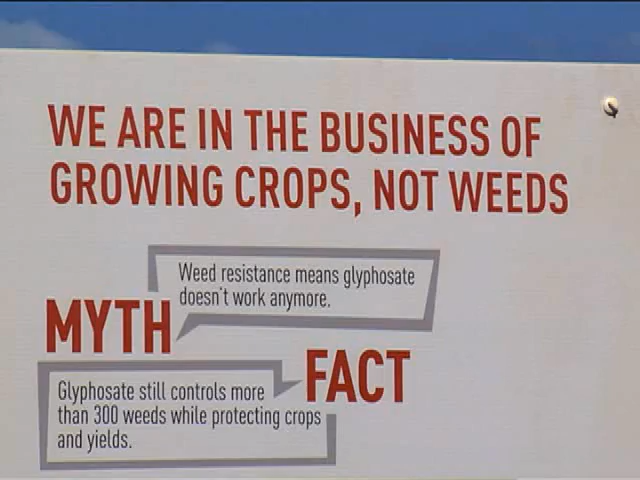 WE ARE IN THE BUSINESS OF
GROWING CROPS, NOT WEEDS
Weed resistance means glyphosate
doesn't work anymore.
MYTH
FACT
Glyphosate still controls more
than 300 weeds while protecting crops
and yields.